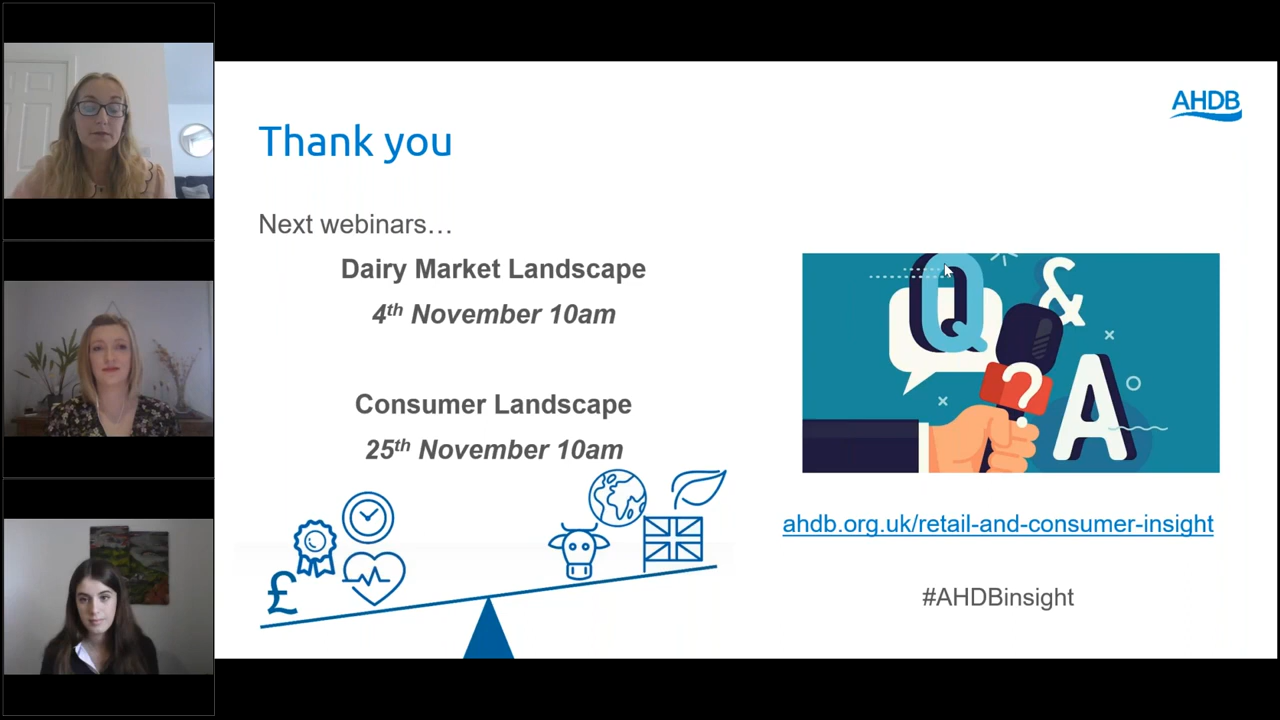 AHDB
Thank you
Next webinars…
Dairy Market Landscape
4th November 10am
Consumer Landscape
25th November 10am
£
Q
&
?
A
ahdb.org.uk/retail-and-consumer-insight
#AHDBinsight